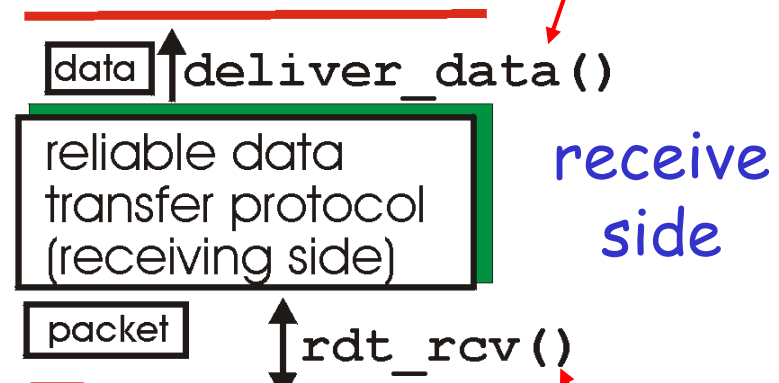 data deliver_data()
reliable data
transfer protocol
(receiving side)
receive
side
packet rdt_rcv()